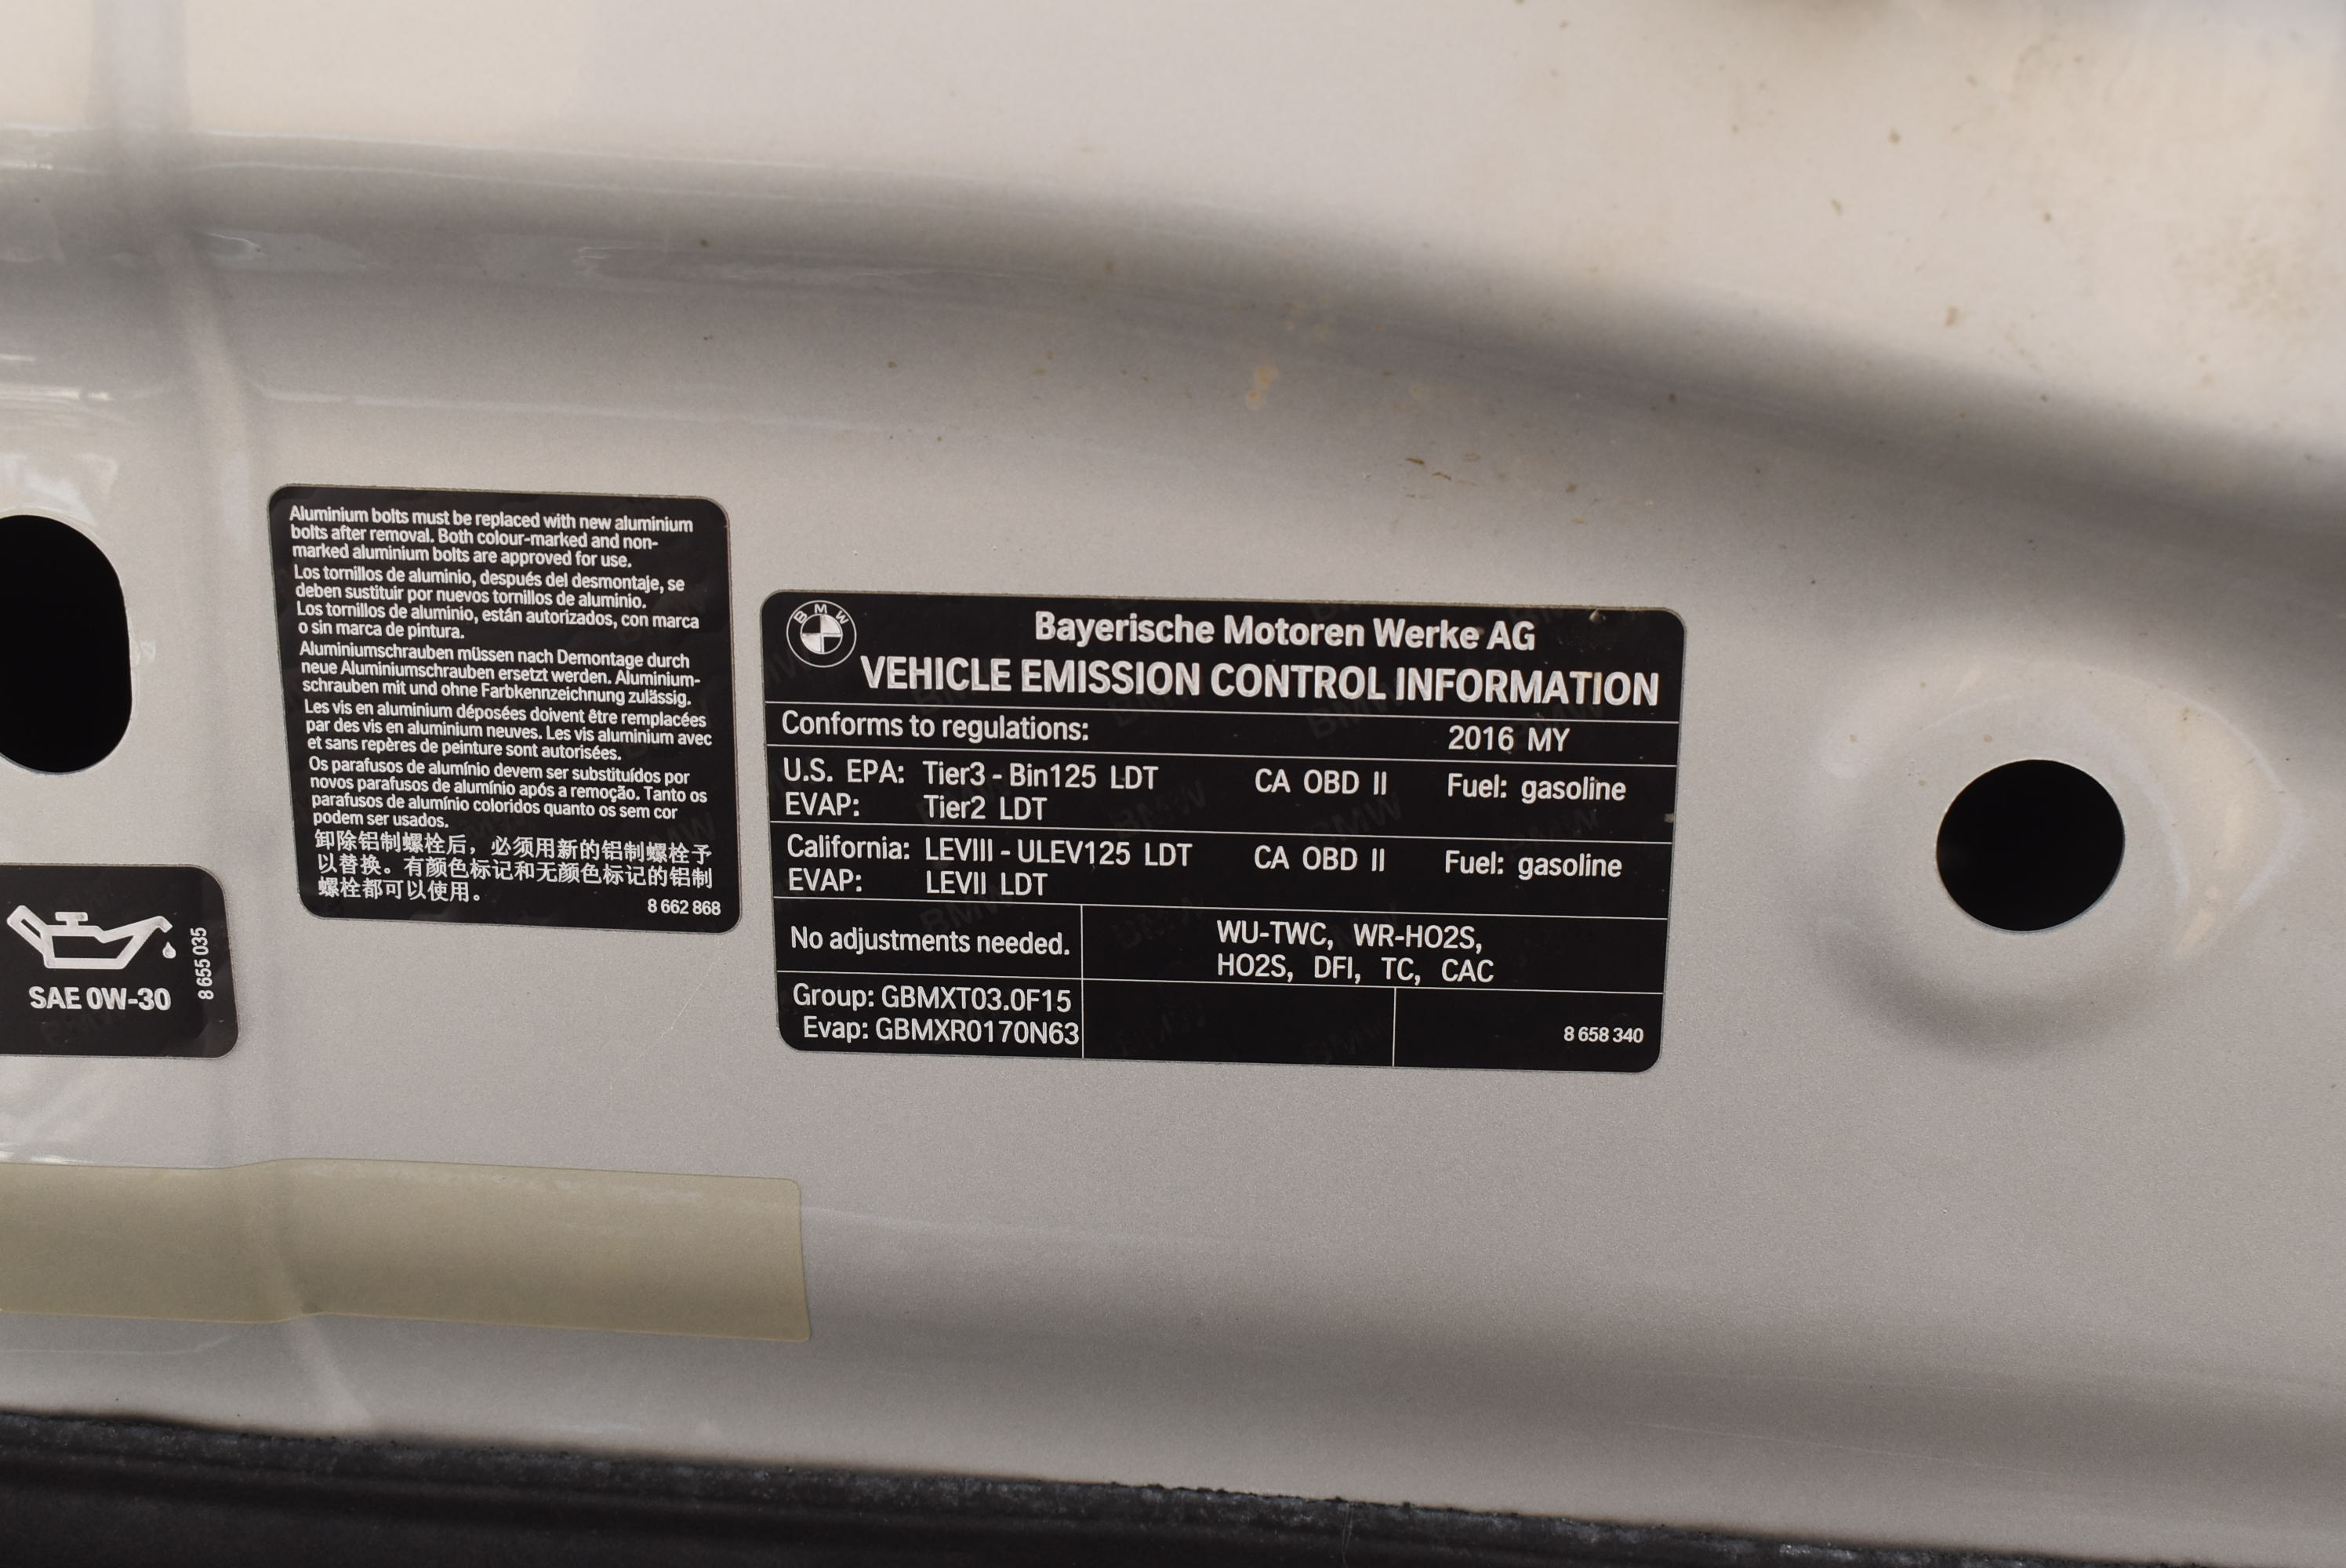 Aluminium bolts must be replaced with new aluminium
bolts after removal. Both colour-marked and non-
marked aluminium bolts are approved for use.
Los tornillos de aluminio, después del desmontaje, se
deben sustituir por nuevos tornillos de aluminio.
Los tornillos de aluminio, están autorizados, con marca
o sin marca de pintura.
Aluminiumschrauben müssen nach Demontage durch
neue Aluminiumschrauben ersetzt werden. Aluminium-
schrauben mit und ohne Farbkennzeichnung zulässig.
Les vis en aluminium déposées doivent être remplacées
par des vis en aluminium neuves. Les vis aluminium avec
et sans repères de peinture sont autorisées.
Os parafusos de alumínio devem ser substituídos por
novos parafusos de alumínio após a remoção. Tanto os
parafusos de alumínio coloridos quanto os sem cor
podem ser usados.
卸除铝制螺栓后，必须用新的铝制螺栓予
以替换。有颜色标记和无颜色标记的铝制
螺栓都可以使用。
8 662 868
SAE 0W-30
8 655 035
BMW
Bayerische Motoren Werke AG
VEHICLE EMISSION CONTROL INFORMATION
Conforms to regulations: 2016 MY
U.S. EPA: Tier3 - Bin125 LDT CA OBD II Fuel: gasoline
EVAP: Tier2 LDT
California: LEVIII - ULEV125 LDT CA OBD II Fuel: gasoline
EVAP: LEVII LDT
No adjustments needed.
WU-TWC, WR-HO2S,
HO2S, DFI, TC, CAC
Group: GBMXT03.0F15
Evap: GBMXR0170N63
8 658 340